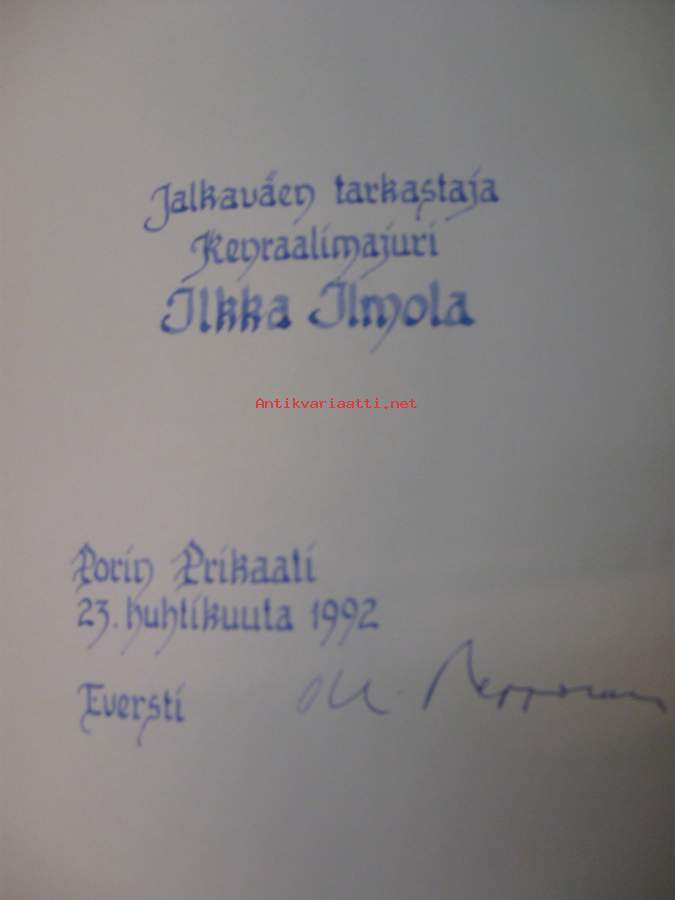 Jalkaväen tarkastaja
Kenraalimajuri
Ilkka Ilmola
Antikvariaatti.net
Porin Prikaati
23. huhtikuuta 1992
Eversti